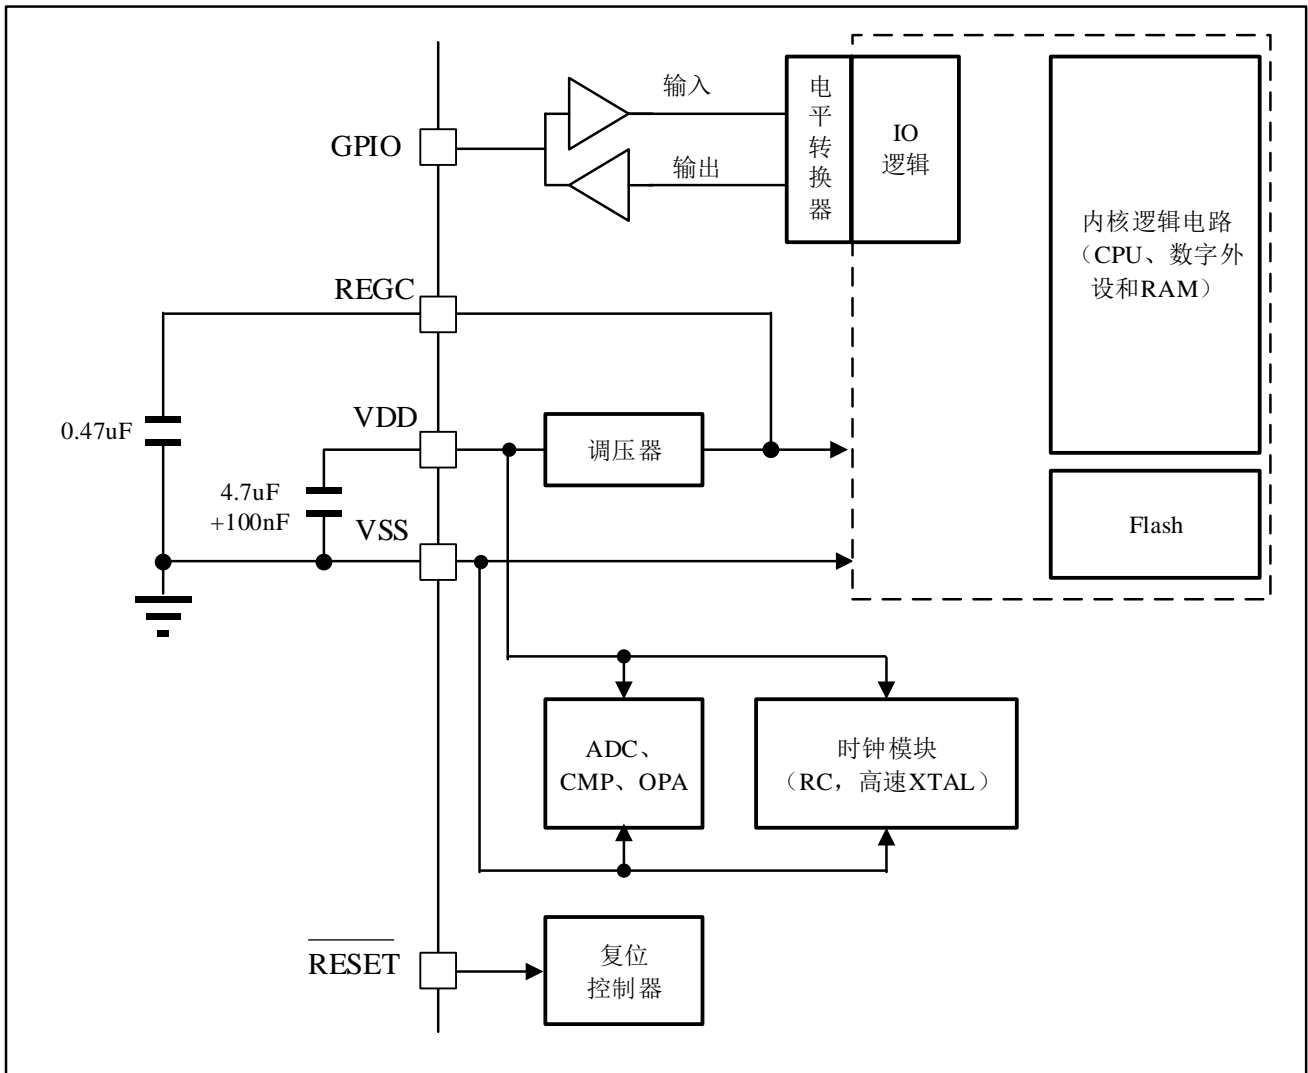 输入
输出
GPIO
电
平
转
换
器
IO
逻辑
内核逻辑电路
（CPU、数字外
设和RAM）
REGC
0.47uF
VDD
调压器
4.7uF
+100nF
VSS
Flash
ADC、
CMP、OPA
时钟模块
（RC，高速XTAL）
RESET
复位
控制器